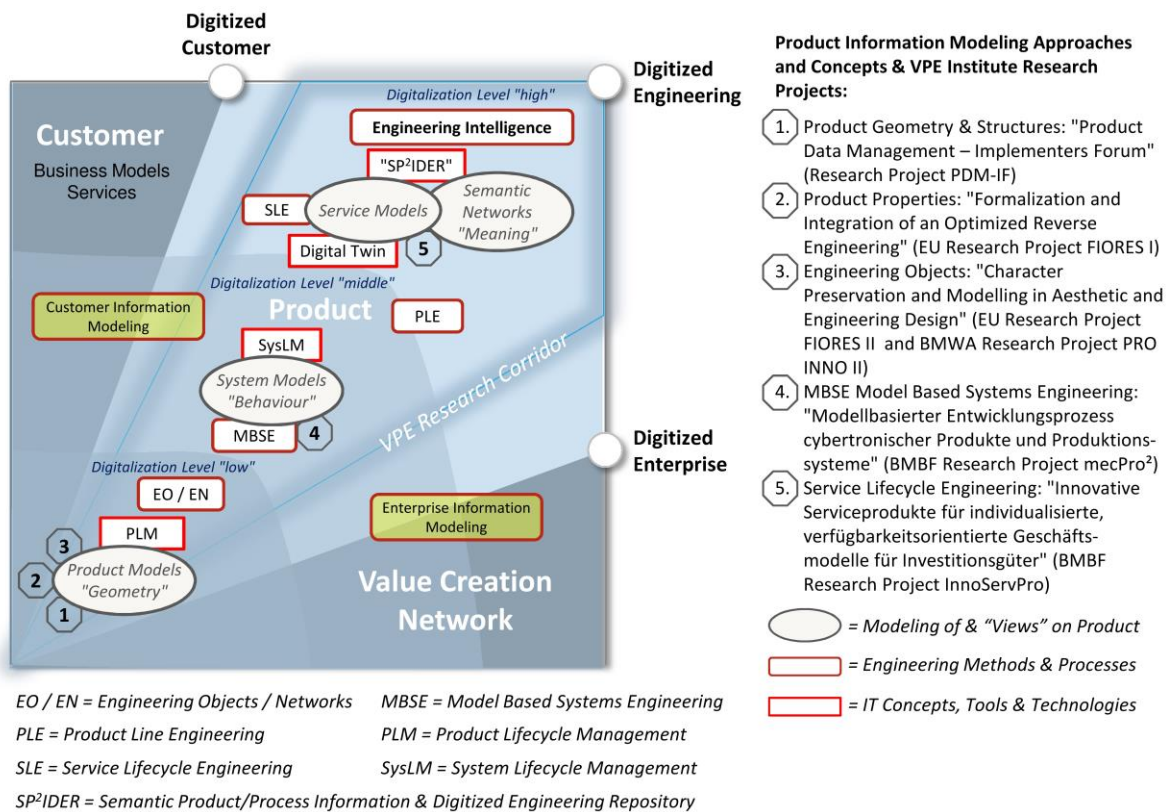 Digitized
Customer
Digitized
Engineering
Digitalization Level "high"
Customer
Business Models
Services
Engineering Intelligence
"SP²IDER"
SLE
Service Models
Semantic
Networks
"Meaning"
Digital Twin
5
Digitalization Level "middle"
Customer Information
Modeling
Product
PLE
SysLM
System Models
"Behaviour"
MBSE
4
VPE Research Corridor
Digitized
Enterprise
Digitalization Level "low"
EO / EN
Enterprise Information
Modeling
PLM
3
2
Product Models
"Geometry"
1
Value Creation
Network
Product Information Modeling Approaches
and Concepts & VPE Institute Research
Projects:
1. Product Geometry & Structures: "Product
Data Management – Implementers Forum"
(Research Project PDM-IF)
2. Product Properties: "Formalization and
Integration of an Optimized Reverse
Engineering" (EU Research Project FIORES I)
3. Engineering Objects: "Character
Preservation and Modelling in Aesthetic and
Engineering Design" (EU Research Project
FIORES II and BMWA Research Project PRO
INNO II)
4. MBSE Model Based Systems Engineering:
"Modellbasierter Entwicklungsprozess
cybertronischer Produkte und Produktions-
systeme" (BMBF Research Project mecPro²)
5. Service Lifecycle Engineering: "Innovative
Serviceprodukte für individualisierte,
verfügbarkeitsorientierte Geschäfts-
modelle für Investitionsgüter" (BMBF
Research Project InnoServPro)
= Modeling of & “Views” on Product
= Engineering Methods & Processes
= IT Concepts, Tools & Technologies
EO / EN = Engineering Objects / Networks
MBSE = Model Based Systems Engineering
PLE = Product Line Engineering
PLM = Product Lifecycle Management
SLE = Service Lifecycle Engineering
SysLM = System Lifecycle Management
SP²IDER = Semantic Product/Process Information & Digitized Engineering Repository